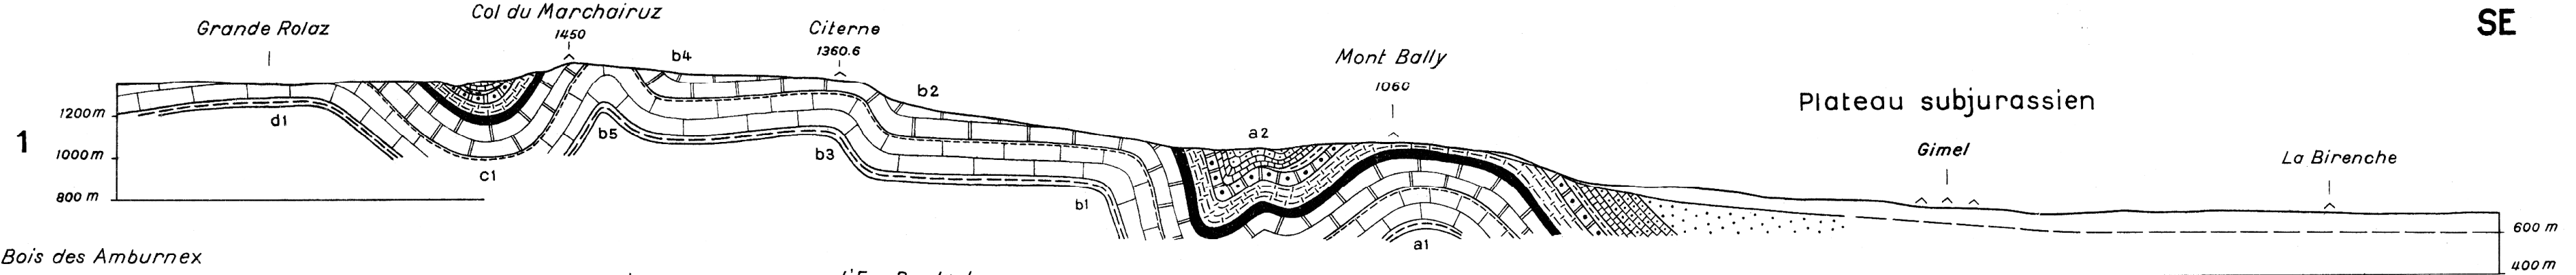 SE
Col du Marchairuz
1450
Grande Rolaz
Citerne
1360.6
b4
Mont Bally
1060
b2
Plateau subjurassien
1200m
d1
b5
a2
1
1000m
b3
Gimel
La Birenche
c1
800 m
b1
a1
600 m
Bois des Amburnex
400m